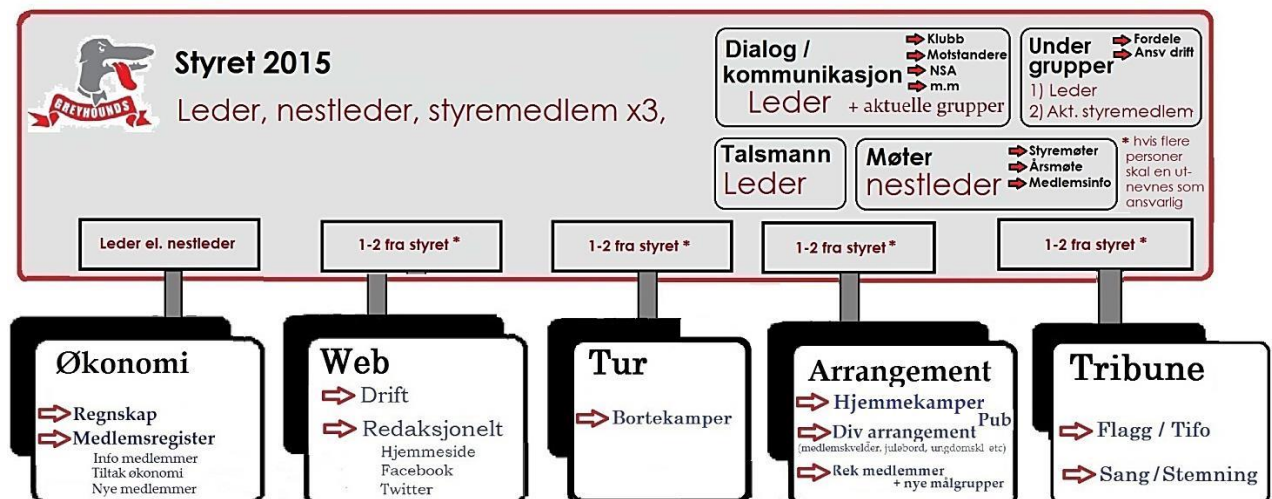 GREYHOUNDS
Styret 2015
Leder, nestleder, styremedlem x3,
Dialog /
kommunikasjon
Leder + aktuelle grupper
Klubb
Motstandere
NSA
m.m
Under
grupper
1) Leder
2) Akt. styremedlem
Fordele
Ansv drift
Talsmann
Leder
Møter
nestleder
Styremøter
Årsmøte
Medlemsinfo
* hvis flere
personer
skal en ut-
nevnes som
ansvarlig
Leder el. nestleder
1-2 fra styret *
1-2 fra styret *
1-2 fra styret *
1-2 fra styret *
Økonomi
Regnskap
Medlemsregister
Info medlemmer
Tiltak økonomi
Nye medlemmer
Web
Drift
Redaksjonelt
Hjemmeside
Facebook
Twitter
Tur
Bortekamper
Arrangement
Hjemmekamper
Pub
Div arrangement
(medlemskvelder, julebord, ungdomskl etc)
Rek medlemmer
+ nye målgrupper
Tribune
Flagg / Tifo
Sang/Stemning